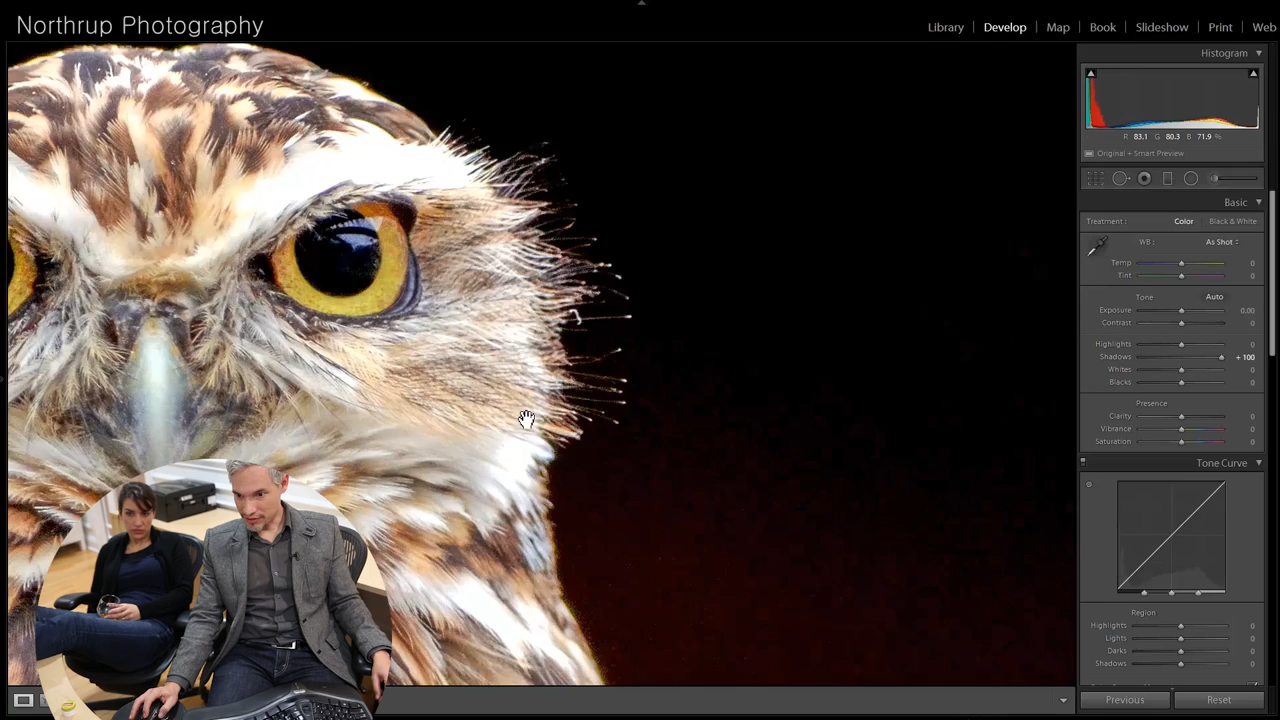 Northrup Photography
Library | Develop | Map | Book | Slideshow | Print | Web
Histogram
R 83.1 G 80.3 B 71.9 %
Original + Smart Preview
Basic
Treatment : Color Black & White
WB : As Shot
Temp 0
Tint 0
Tone Auto
Exposure 0.00
Contrast 0
Highlights 0
Shadows + 100
Whites 0
Blacks 0
Presence
Clarity 0
Vibrance 0
Saturation 0
Tone Curve
Region
Highlights 0
Lights 0
Darks 0
Shadows 0
Previous Reset